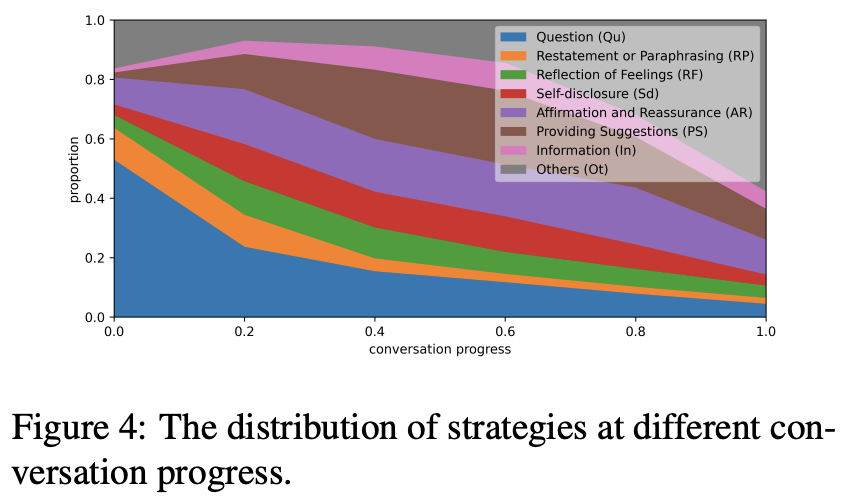 1.0
0.8
0.6
0.4
0.2
0.0
proportion
Question (Qu)
Restatement or Paraphrasing (RP)
Reflection of Feelings (RF)
Self-disclosure (Sd)
Affirmation and Reassurance (AR)
Providing Suggestions (PS)
Information (In)
Others (Ot)
0.0 0.2 0.4 0.6 0.8 1.0
conversation progress
Figure 4: The distribution of strategies at different con-
versation progress.